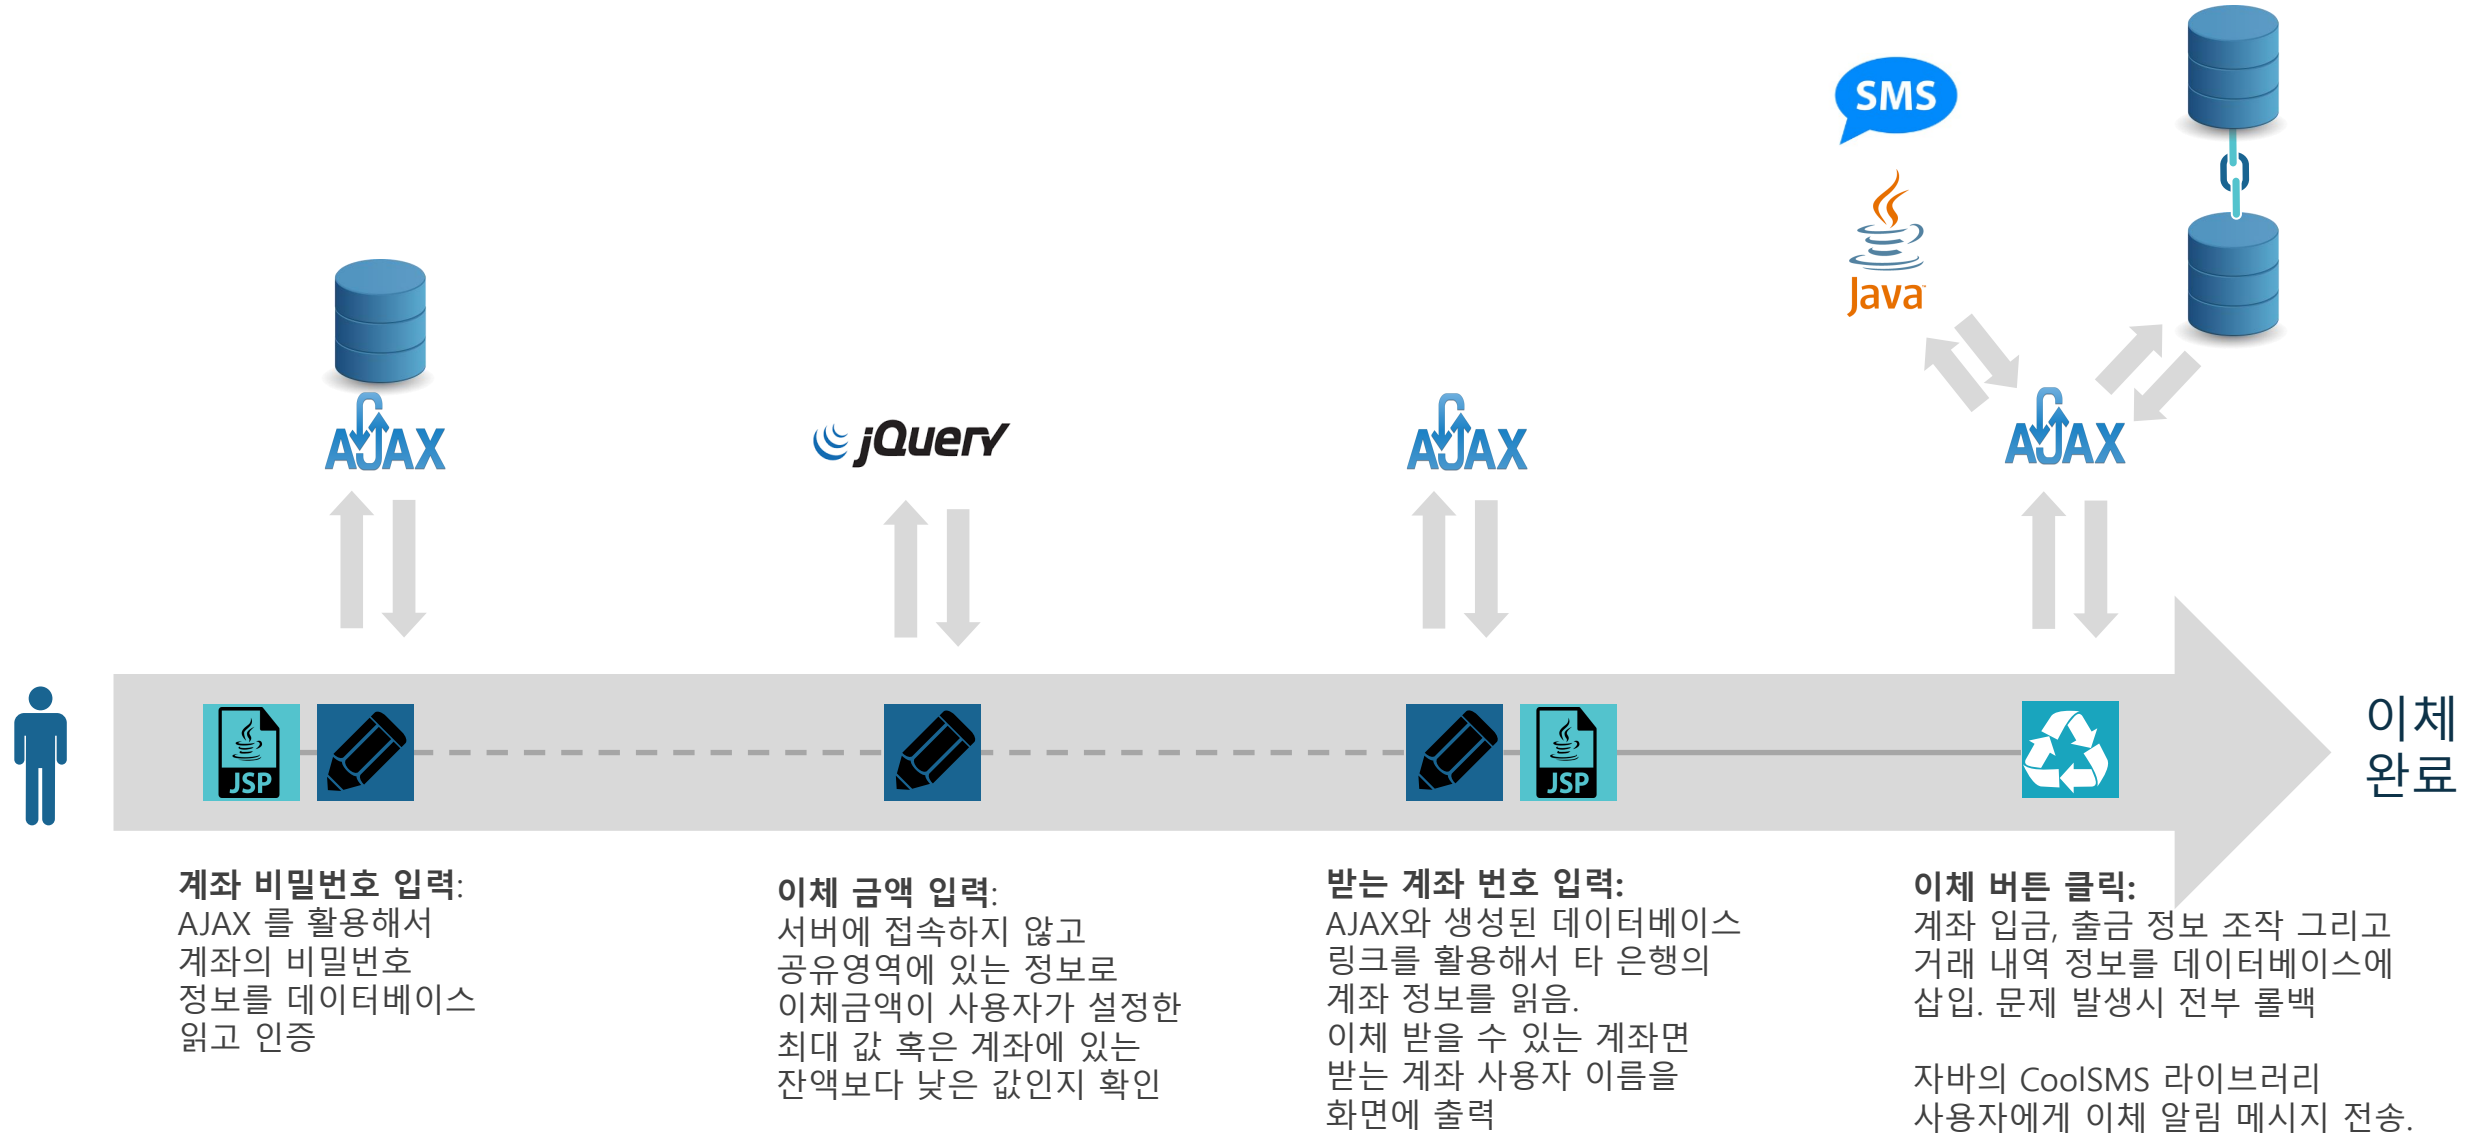 SMS
Java
AJAX
jQuery
AJAX
AJAX
JSP
JSP
이체
완료
계좌 비밀번호 입력:
AJAX 를 활용해서
계좌의 비밀번호
정보를 데이터베이스
읽고 인증
이체 금액 입력:
서버에 접속하지 않고
공유영역에 있는 정보로
이체금액이 사용자가 설정한
최대 값 혹은 계좌에 있는
잔액보다 낮은 값인지 확인
받는 계좌 번호 입력:
AJAX와 생성된 데이터베이스
링크를 활용해서 타 은행의
계좌 정보를 읽음.
이체 받을 수 있는 계좌면
받는 계좌 사용자 이름을
화면에 출력
이체 버튼 클릭:
계좌 입금, 출금 정보 조작 그리고
거래 내역 정보를 데이터베이스에
삽입. 문제 발생시 전부 롤백
자바의 CoolSMS 라이브러리
사용자에게 이체 알림 메시지 전송.